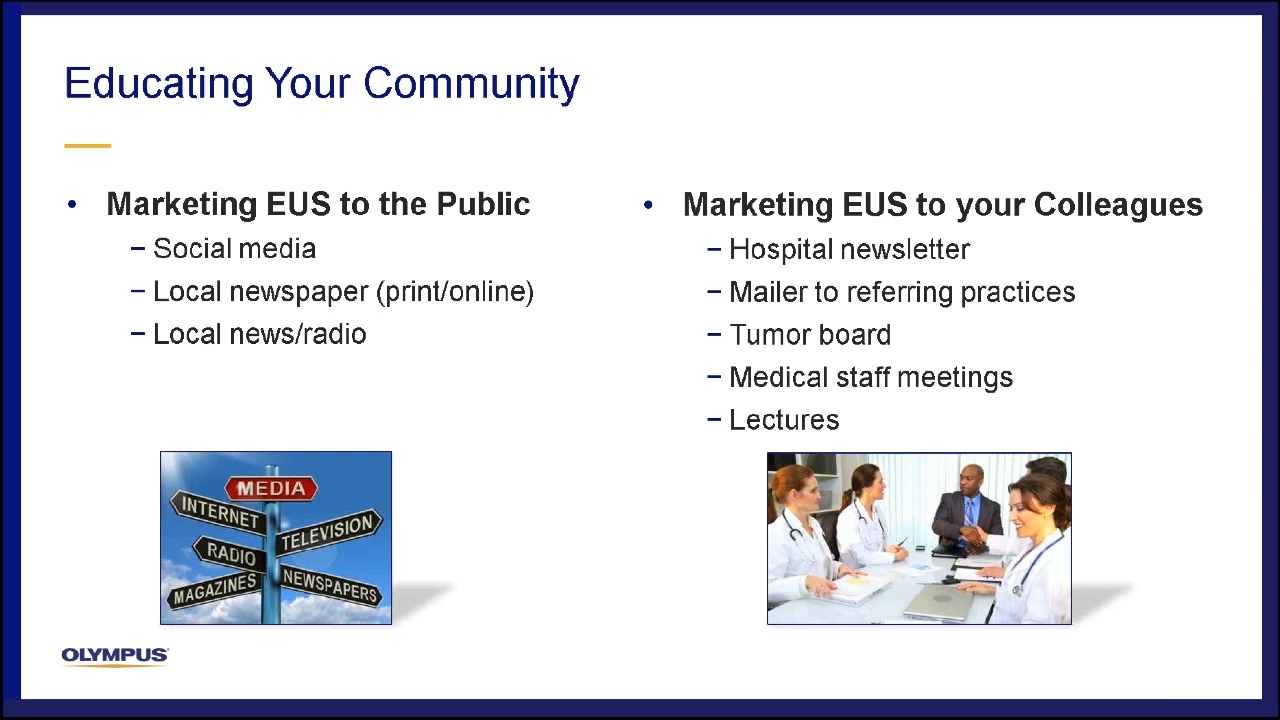 Educating Your Community
• Marketing EUS to the Public
− Social media
− Local newspaper (print/online)
− Local news/radio
• Marketing EUS to your Colleagues
− Hospital newsletter
− Mailer to referring practices
− Tumor board
− Medical staff meetings
− Lectures
MEDIA
INTERNET
TELEVISION
RADIO
MAGAZINES
NEWSPAPERS
OLYMPUS